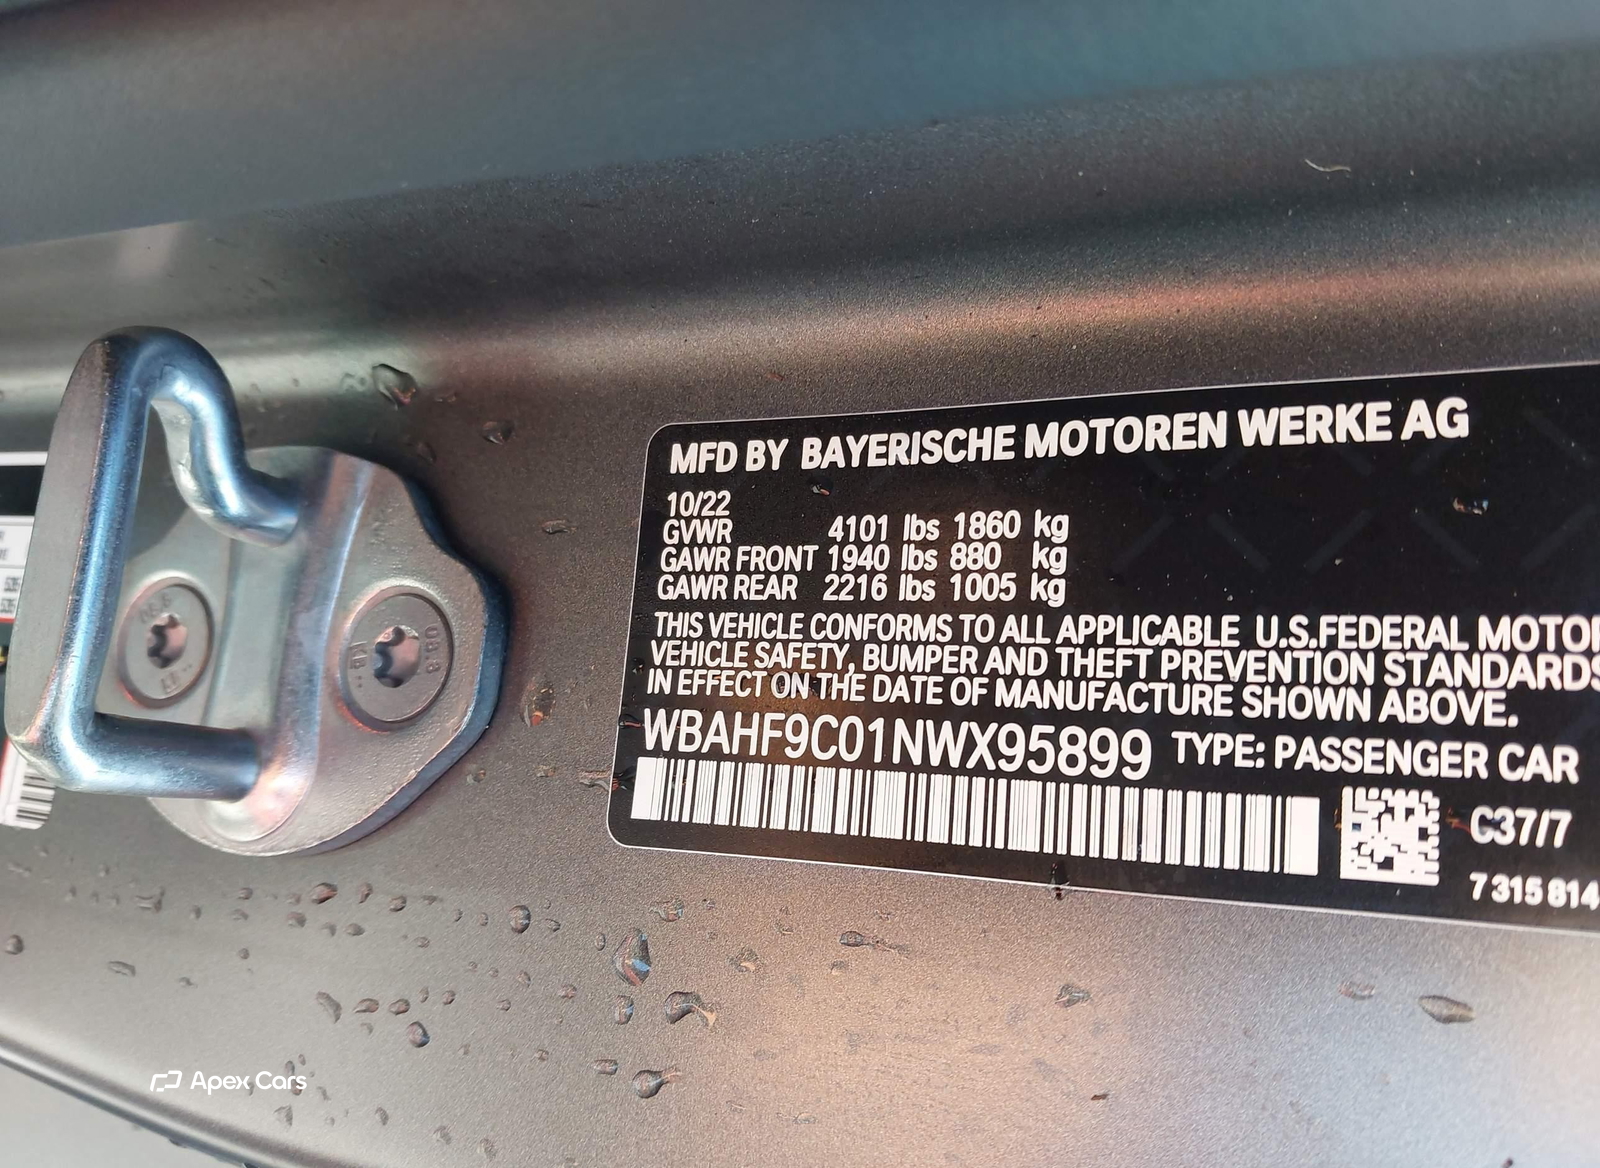 MFD BY BAYERISCHE MOTOREN WERKE AG
10/22
GVWR 4101 lbs 1860 kg
GAWR FRONT 1940 lbs 880 kg
GAWR REAR 2216 lbs 1005 kg
THIS VEHICLE CONFORMS TO ALL APPLICABLE U.S.FEDERAL MOTOR
VEHICLE SAFETY, BUMPER AND THEFT PREVENTION STANDARDS
IN EFFECT ON THE DATE OF MANUFACTURE SHOWN ABOVE.
WBAHF9C01NWX95899 TYPE: PASSENGER CAR
C37/7
7 315 814
Apex Cars